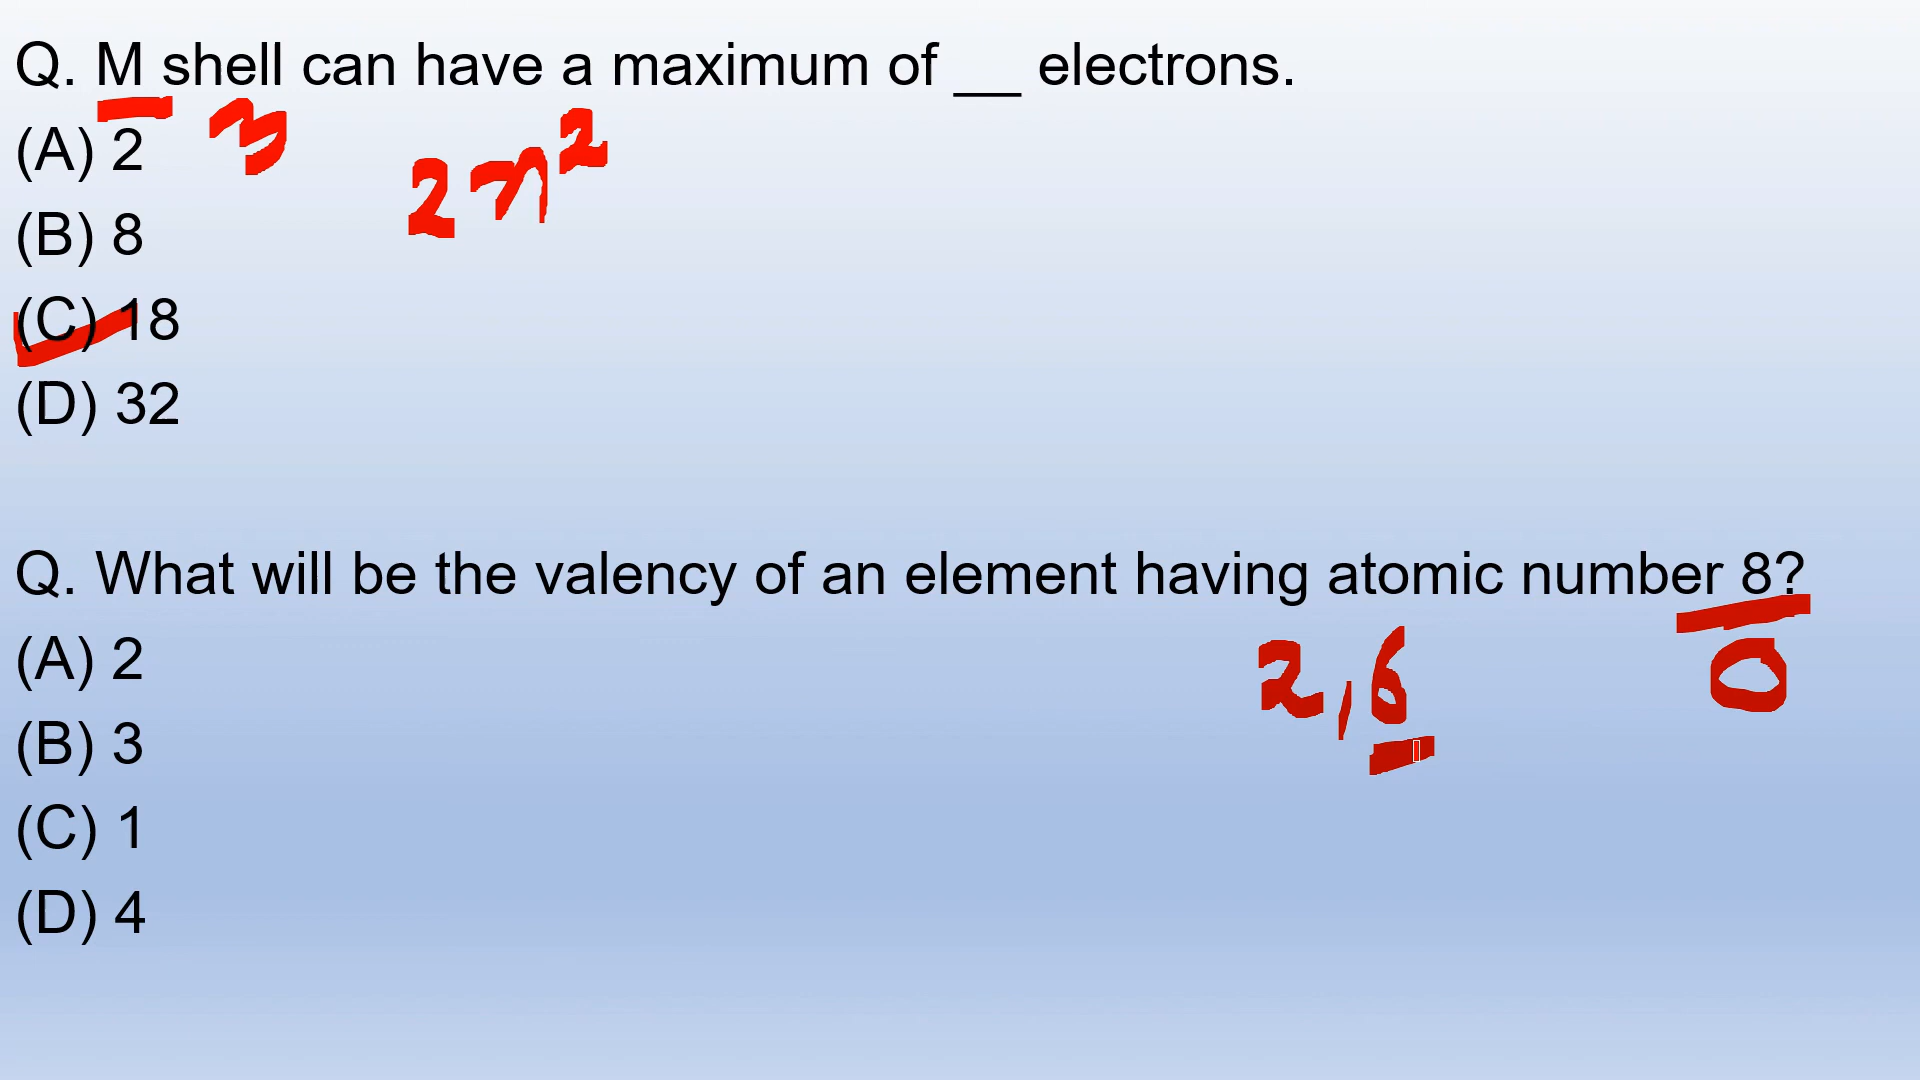 Q. M shell can have a maximum of __ electrons.
(A) 2 3
2n²
(B) 8
(C) 18
(D) 32
Q. What will be the valency of an element having atomic number 8?
(A) 2 2,6 O
(B) 3
(C) 1
(D) 4